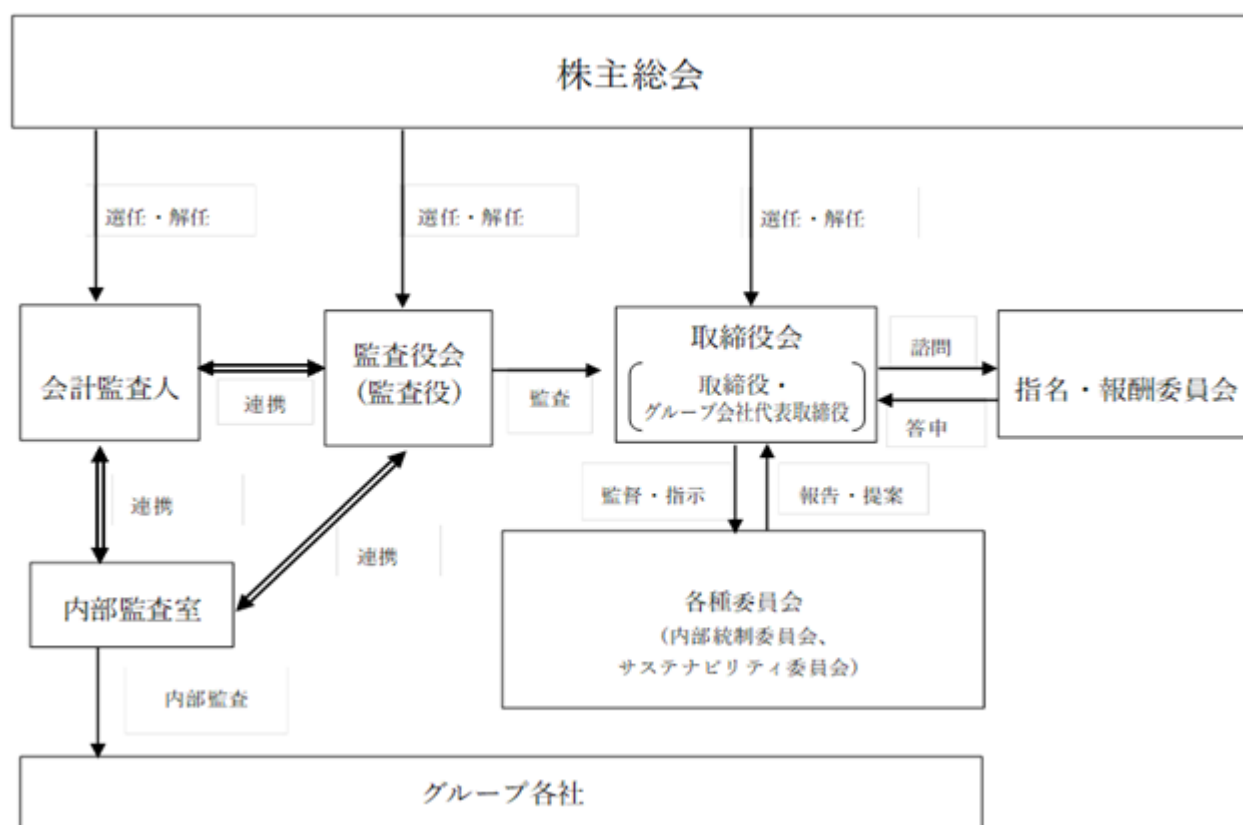 株主総会
選任・解任
選任・解任
選任・解任
会計監査人
連携
監査役会
(監査役)
監査
取締役会
取締役・
グループ会社代表取締役
諮問
答申
指名・報酬委員会
連携
連携
監督・指示
報告・提案
内部監査室
各種委員会
(内部統制委員会、
サステナビリティ委員会)
内部監査
グループ各社